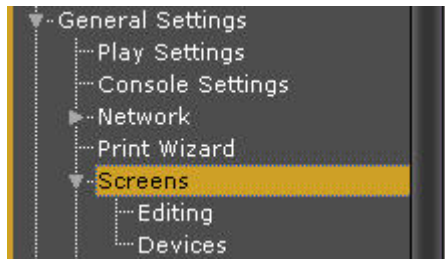 General Settings
Play Settings
Console Settings
Network
Print Wizard
Screens
Editing
Devices